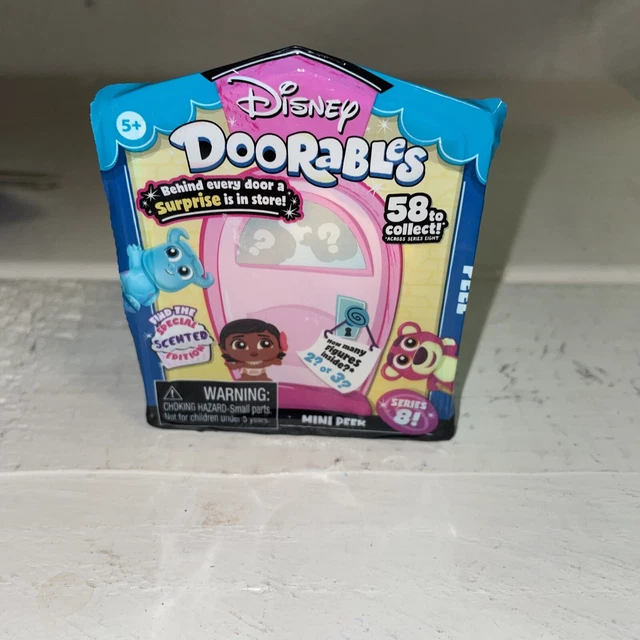 5+
Disney
Doorables
Behind every door a
Surprise is in store!
58 to
collect!*
*ACROSS SERIES EIGHT
? or ?
PEEK
FIND THE
SPECIAL
SCENTED
EDITION
How many
figures
inside?*
2? or 3?
WARNING:
CHOKING HAZARD-Small parts
Not for children under 3 years.
MINI PEEK
SERIES
8!